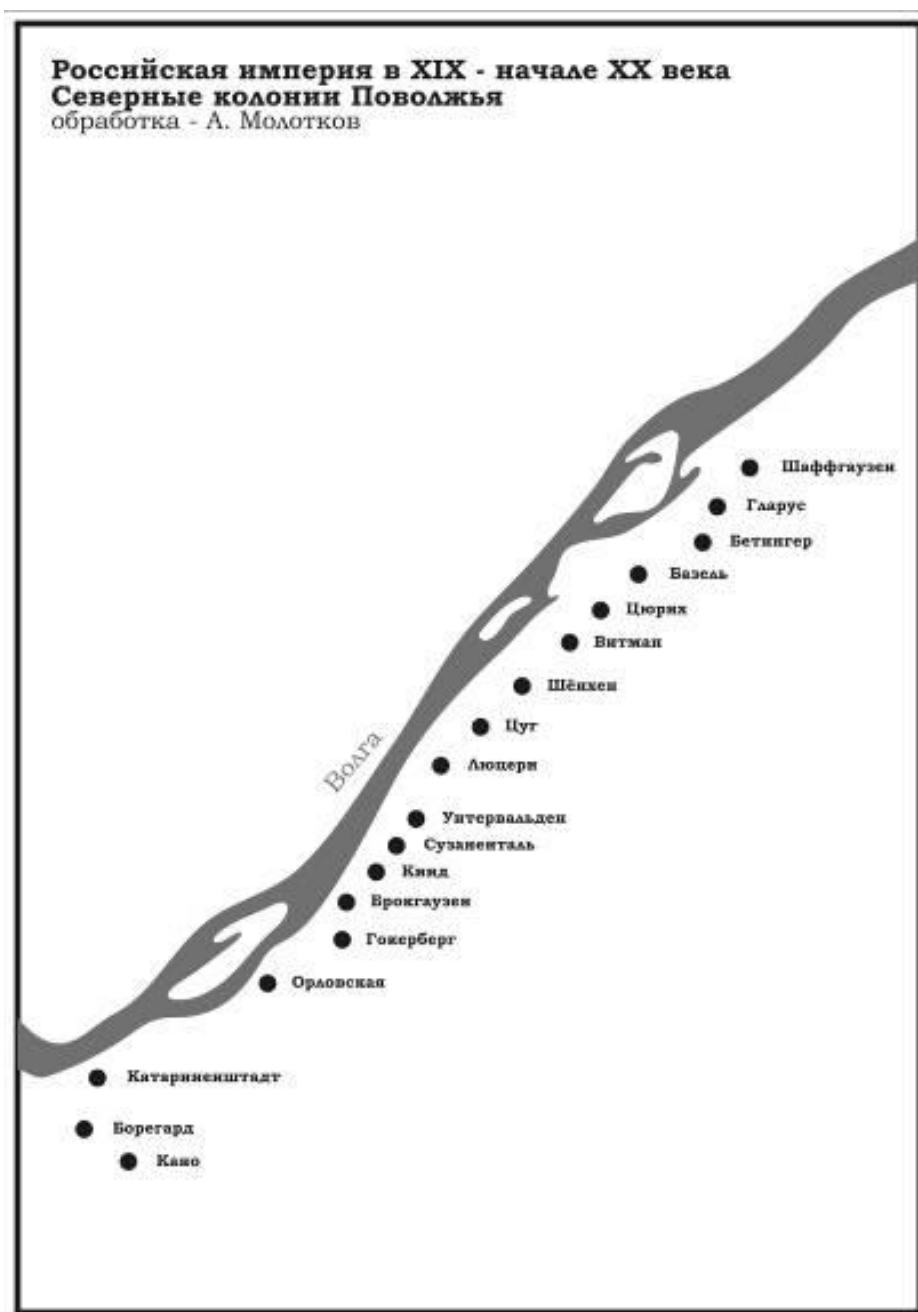 Российская империя в XIX - начале XX века
Северные колонии Поволжья
обработка - А. Молотков
Шаффгаузен
Гларус
Бетингер
Базель
Цюрих
Витман
Шёнхен
Цуг
Волга
Люцерн
Унтервальден
Сузаненталь
Кинд
Брокгаузен
Гокерберг
Орловская
Катариненштадт
Борегард
Кано